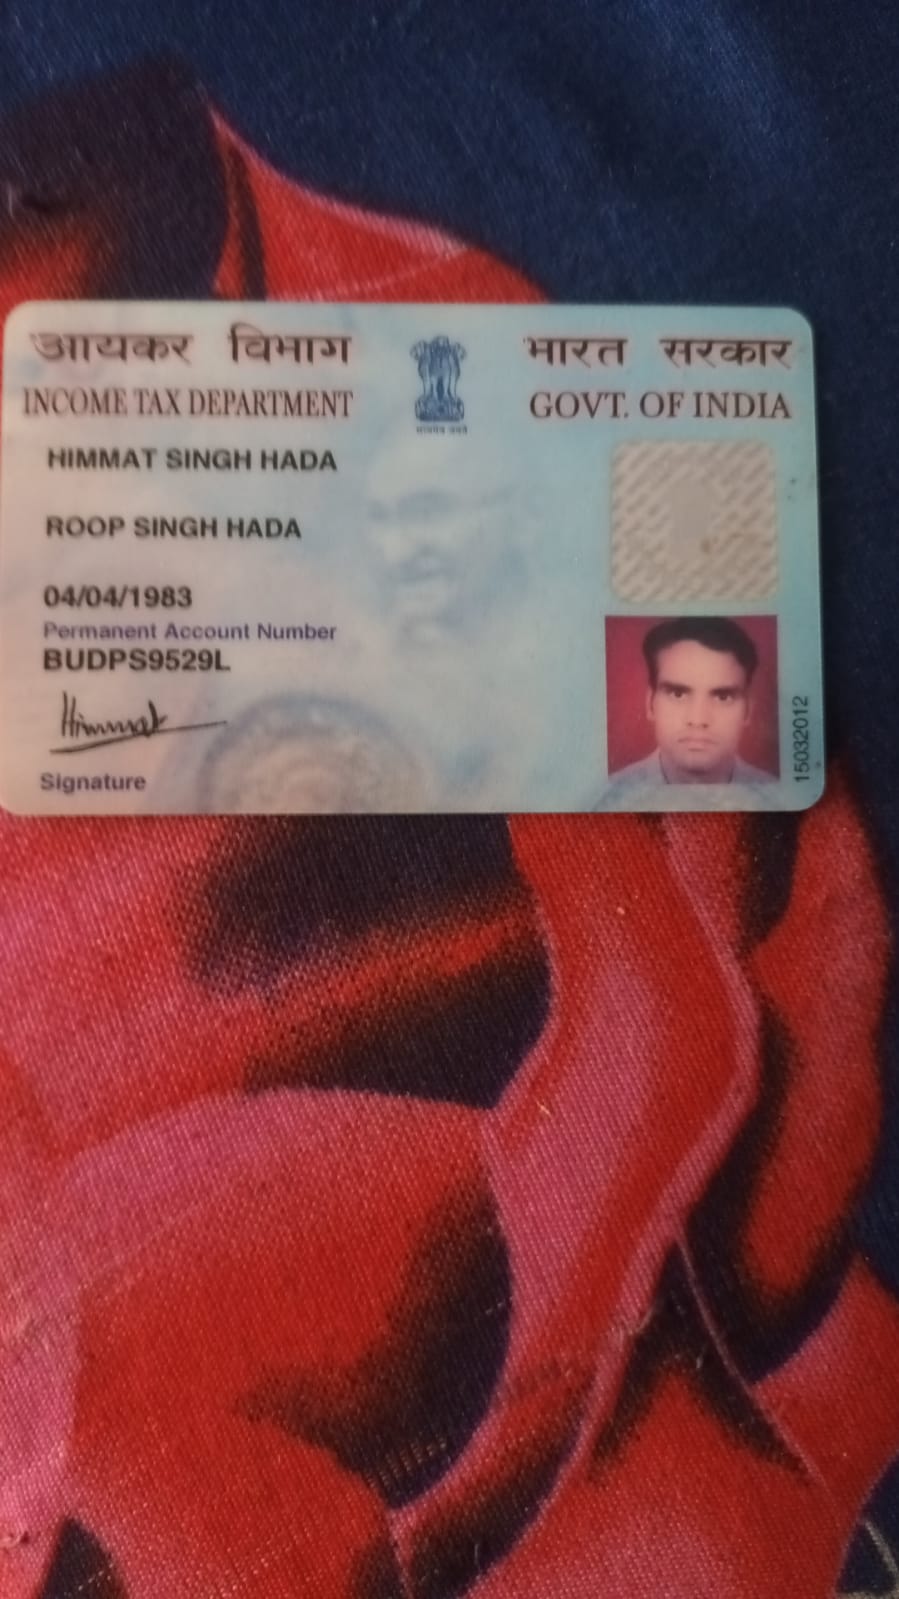 आयकर विभाग
INCOME TAX DEPARTMENT
भारत सरकार
GOVT. OF INDIA
सत्यमेव जयते
HIMMAT SINGH HADA
ROOP SINGH HADA
04/04/1983
Permanent Account Number
BUDPS9529L
Himmat
Signature
15032012